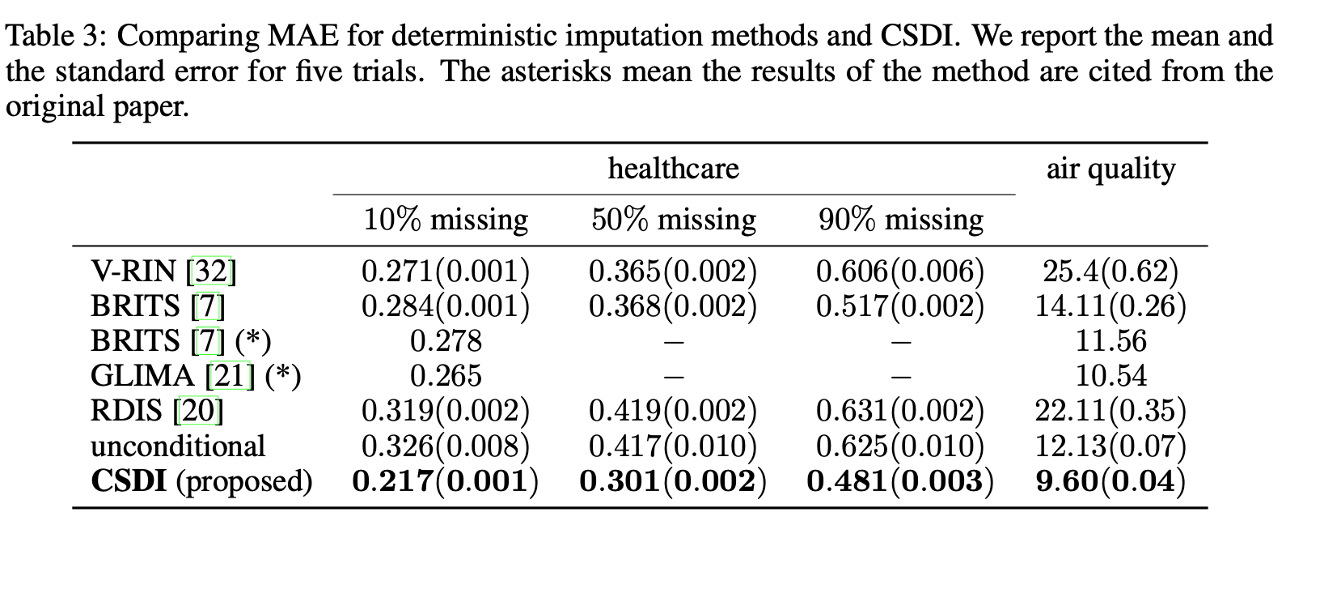 Table 3: Comparing MAE for deterministic imputation methods and CSDI. We report the mean and
the standard error for five trials. The asterisks mean the results of the method are cited from the
original paper.
healthcare air quality
10% missing 50% missing 90% missing
V-RIN [32] 0.271(0.001) 0.365(0.002) 0.606(0.006) 25.4(0.62)
BRITS [7] 0.284(0.001) 0.368(0.002) 0.517(0.002) 14.11(0.26)
BRITS [7] (*) 0.278 − − 11.56
GLIMA [21] (*) 0.265 − − 10.54
RDIS [20] 0.319(0.002) 0.419(0.002) 0.631(0.002) 22.11(0.35)
unconditional 0.326(0.008) 0.417(0.010) 0.625(0.010) 12.13(0.07)
CSDI (proposed) 0.217(0.001) 0.301(0.002) 0.481(0.003) 9.60(0.04)